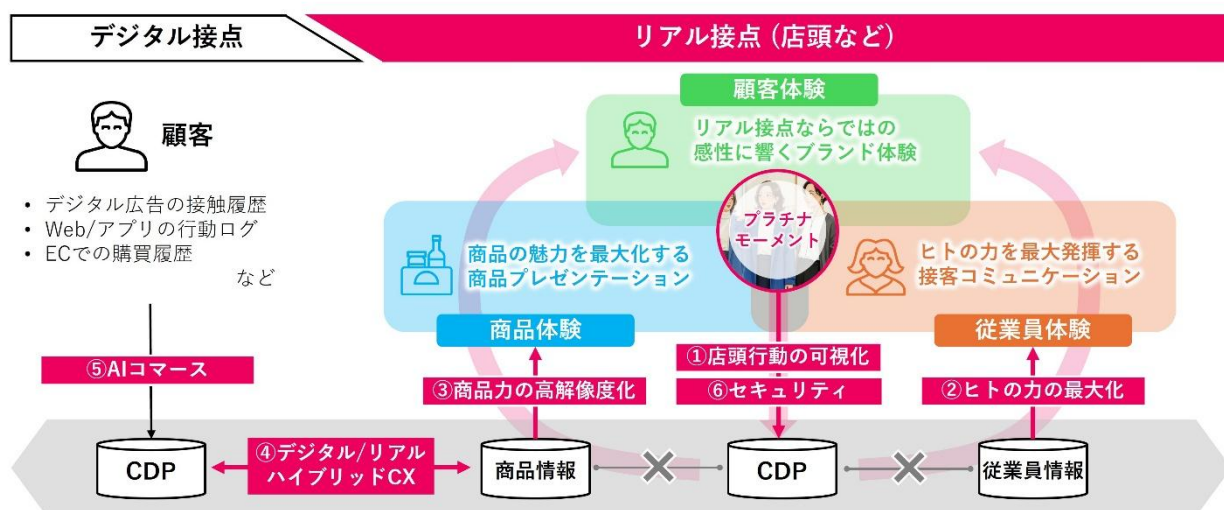 デジタル接点
リアル接点 (店頭など)
顧客
• デジタル広告の接触履歴
• Web/アプリの行動ログ
• ECでの購買履歴
など
顧客体験
リアル接点ならではの
感性に響くブランド体験
プラチナ
モーメント
商品の魅力を最大化する
商品プレゼンテーション
商品体験
ヒトの力を最大発揮する
接客コミュニケーション
従業員体験
⑤AIコマース
③商品力の高解像度化
①店頭行動の可視化
⑥セキュリティ
②ヒトの力の最大化
CDP
④デジタル/リアル
ハイブリッドCX
商品情報
CDP
従業員情報